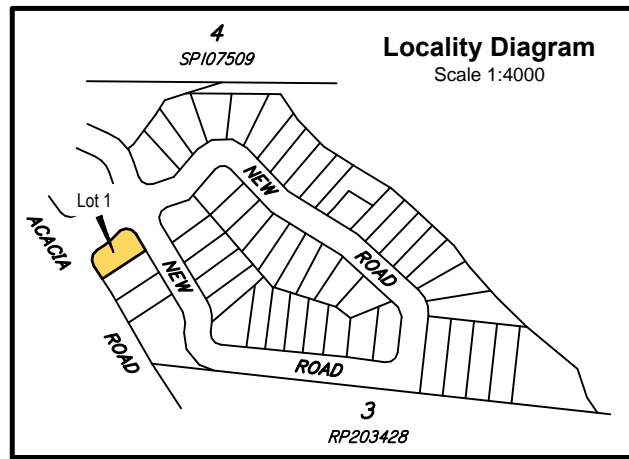 4
SP107509
Locality Diagram
Scale 1:4000
NEW
Lot 1
ACACIA
NEW
ROAD
ROAD
ROAD
3
RP203428